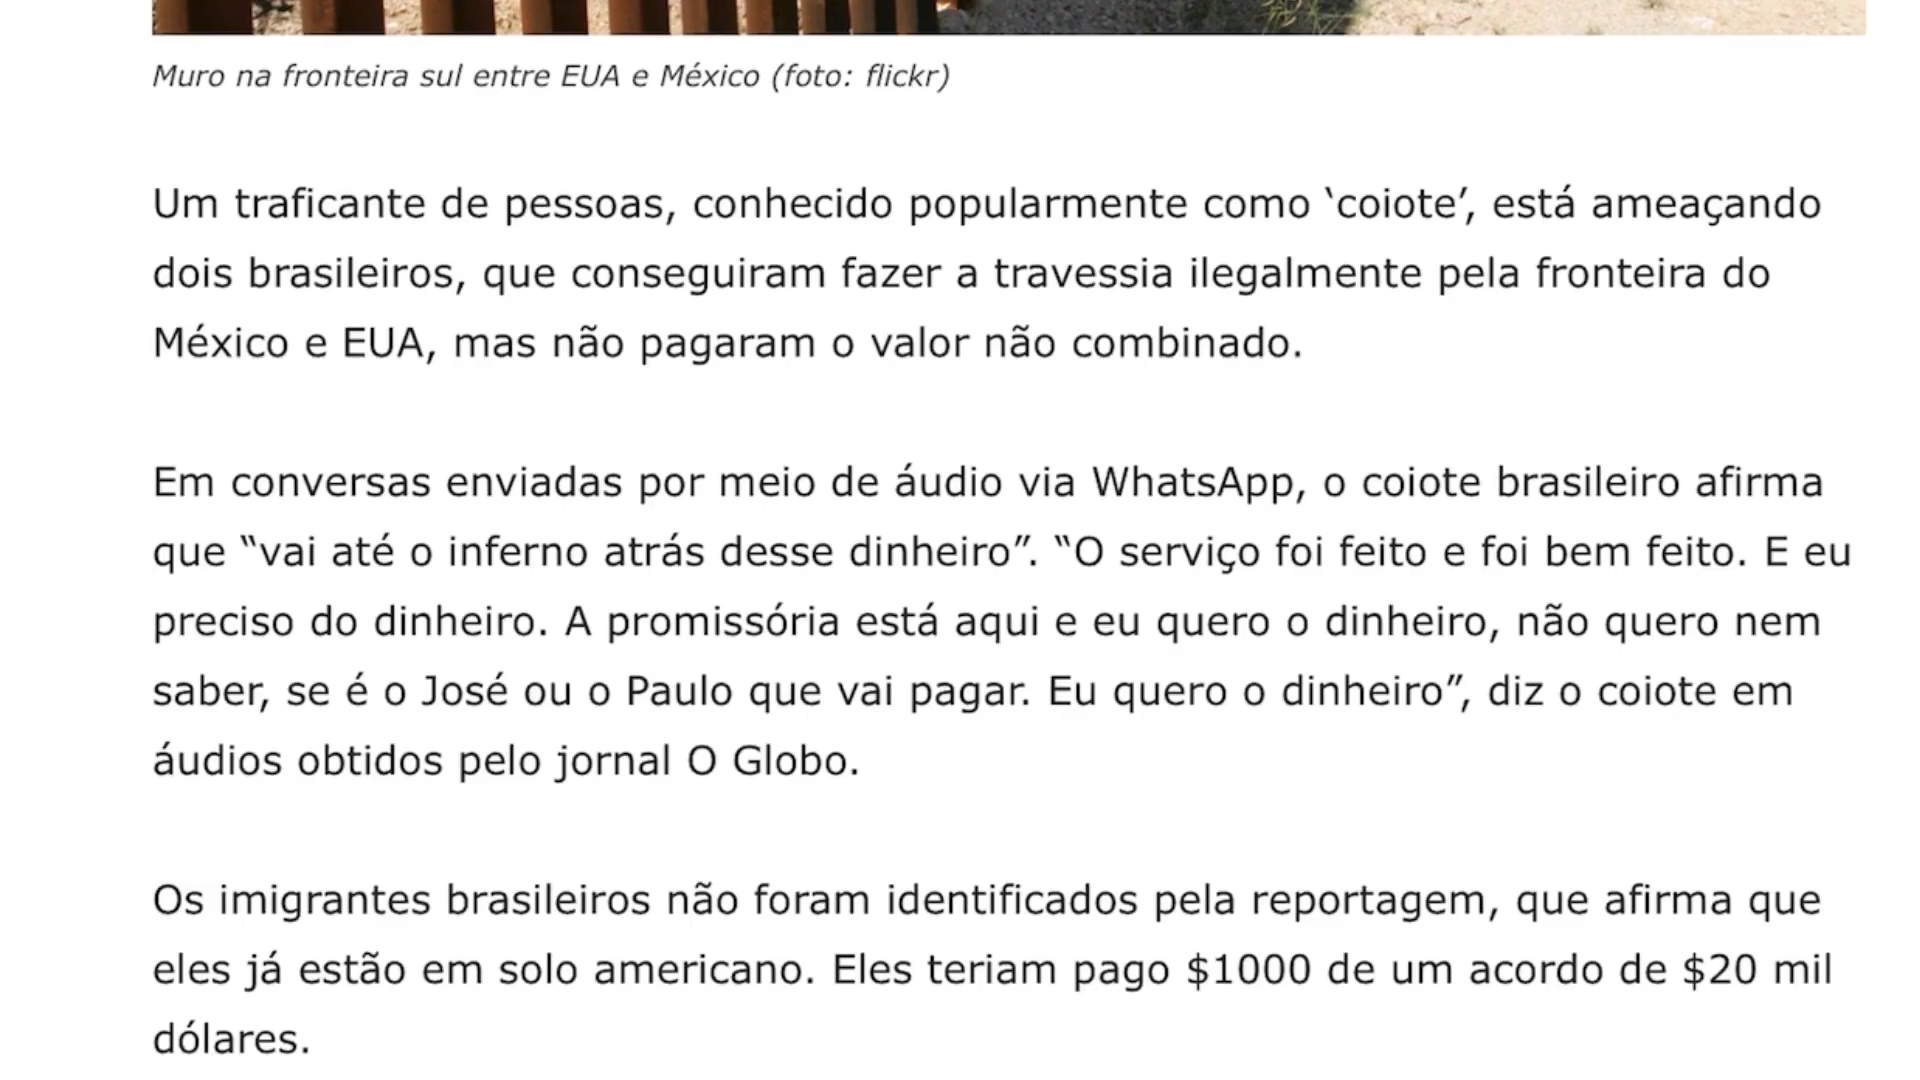 Muro na fronteira sul entre EUA e México (foto: flickr)
Um traficante de pessoas, conhecido popularmente como ‘coiote’, está ameaçando
dois brasileiros, que conseguiram fazer a travessia ilegalmente pela fronteira do
México e EUA, mas não pagaram o valor não combinado.
Em conversas enviadas por meio de áudio via WhatsApp, o coiote brasileiro afirma
que “vai até o inferno atrás desse dinheiro”. “O serviço foi feito e foi bem feito. E eu
preciso do dinheiro. A promissória está aqui e eu quero o dinheiro, não quero nem
saber, se é o José ou o Paulo que vai pagar. Eu quero o dinheiro”, diz o coiote em
áudios obtidos pelo jornal O Globo.
Os imigrantes brasileiros não foram identificados pela reportagem, que afirma que
eles já estão em solo americano. Eles teriam pago $1000 de um acordo de $20 mil
dólares.